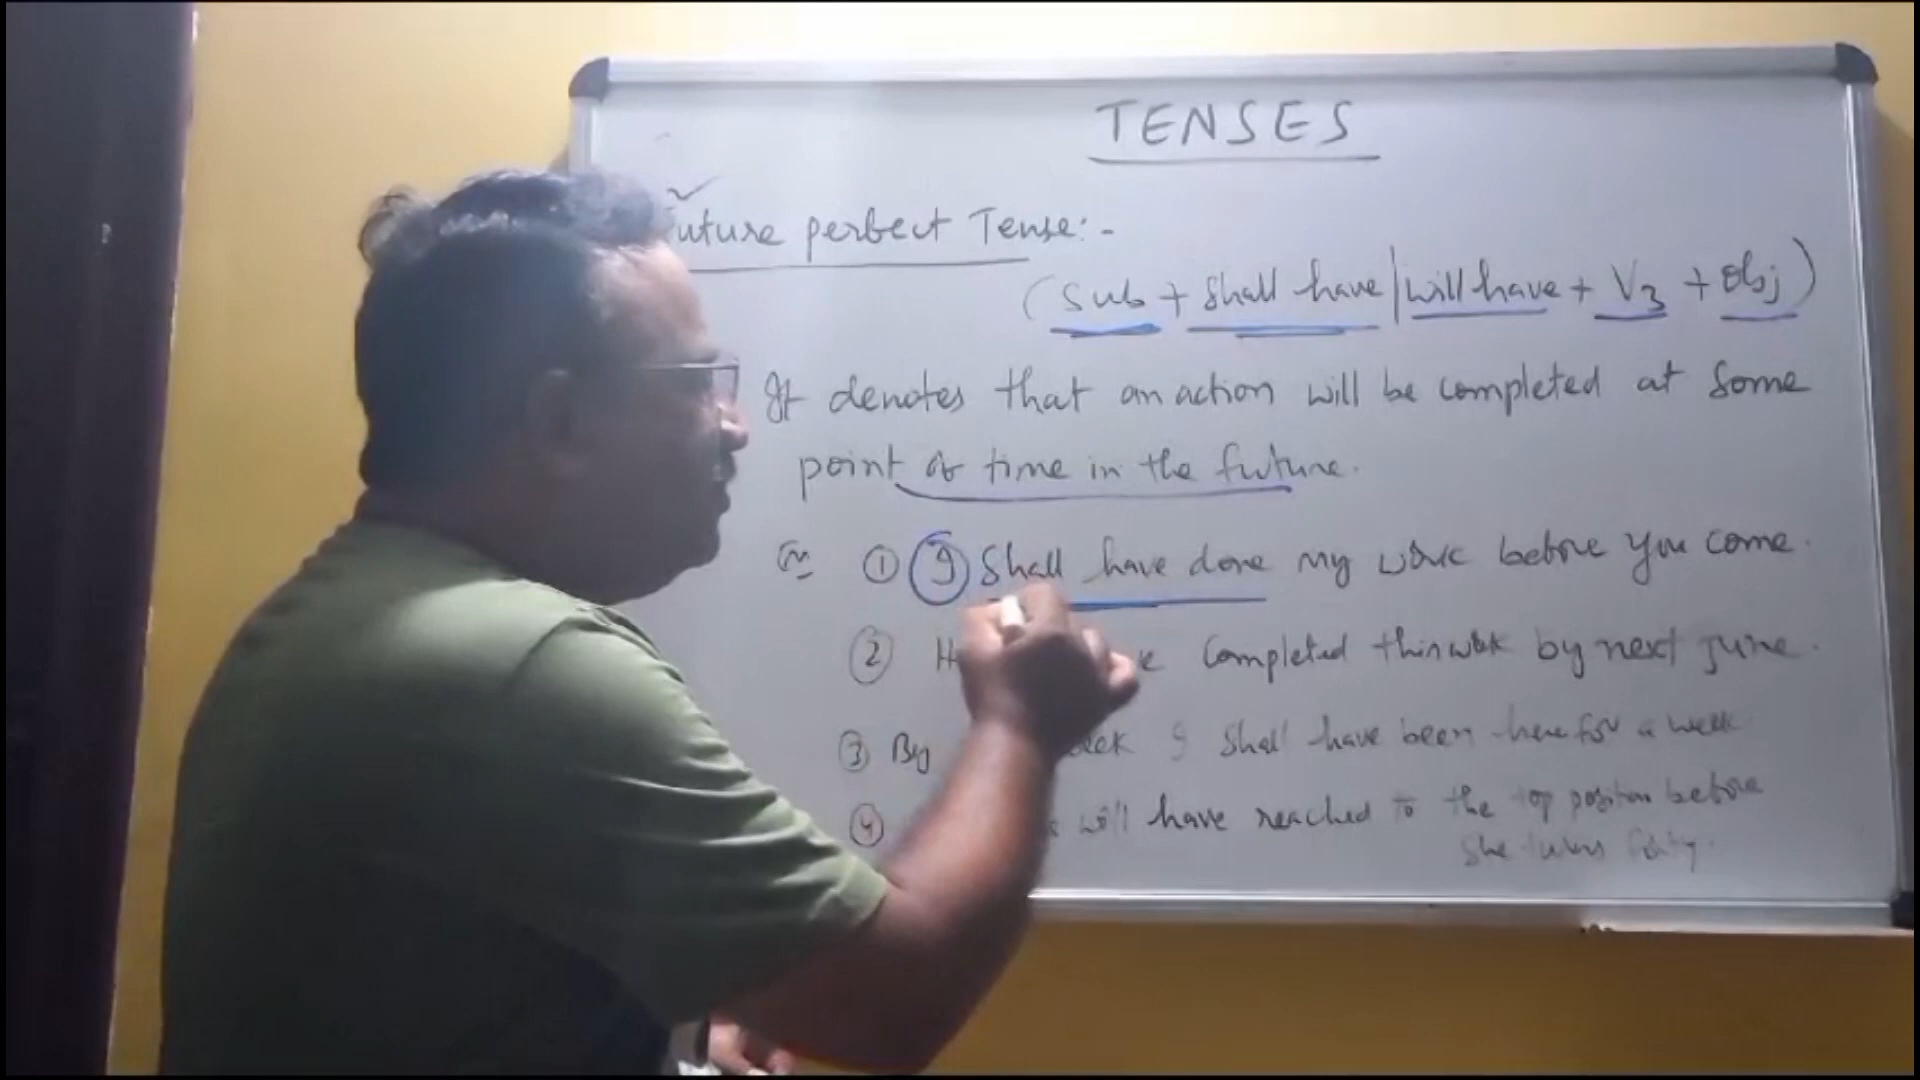 TENSES
Future perfect Tense:-
(Sub + Shall have | will have + V3 + Obj)
It denotes that an action will be completed at Some
point of time in the future.
① I Shall have done my work before you come.
② Completed this work by next June.
③ By I Shall have been here for a week
④ will have reached to the top position before
She turns